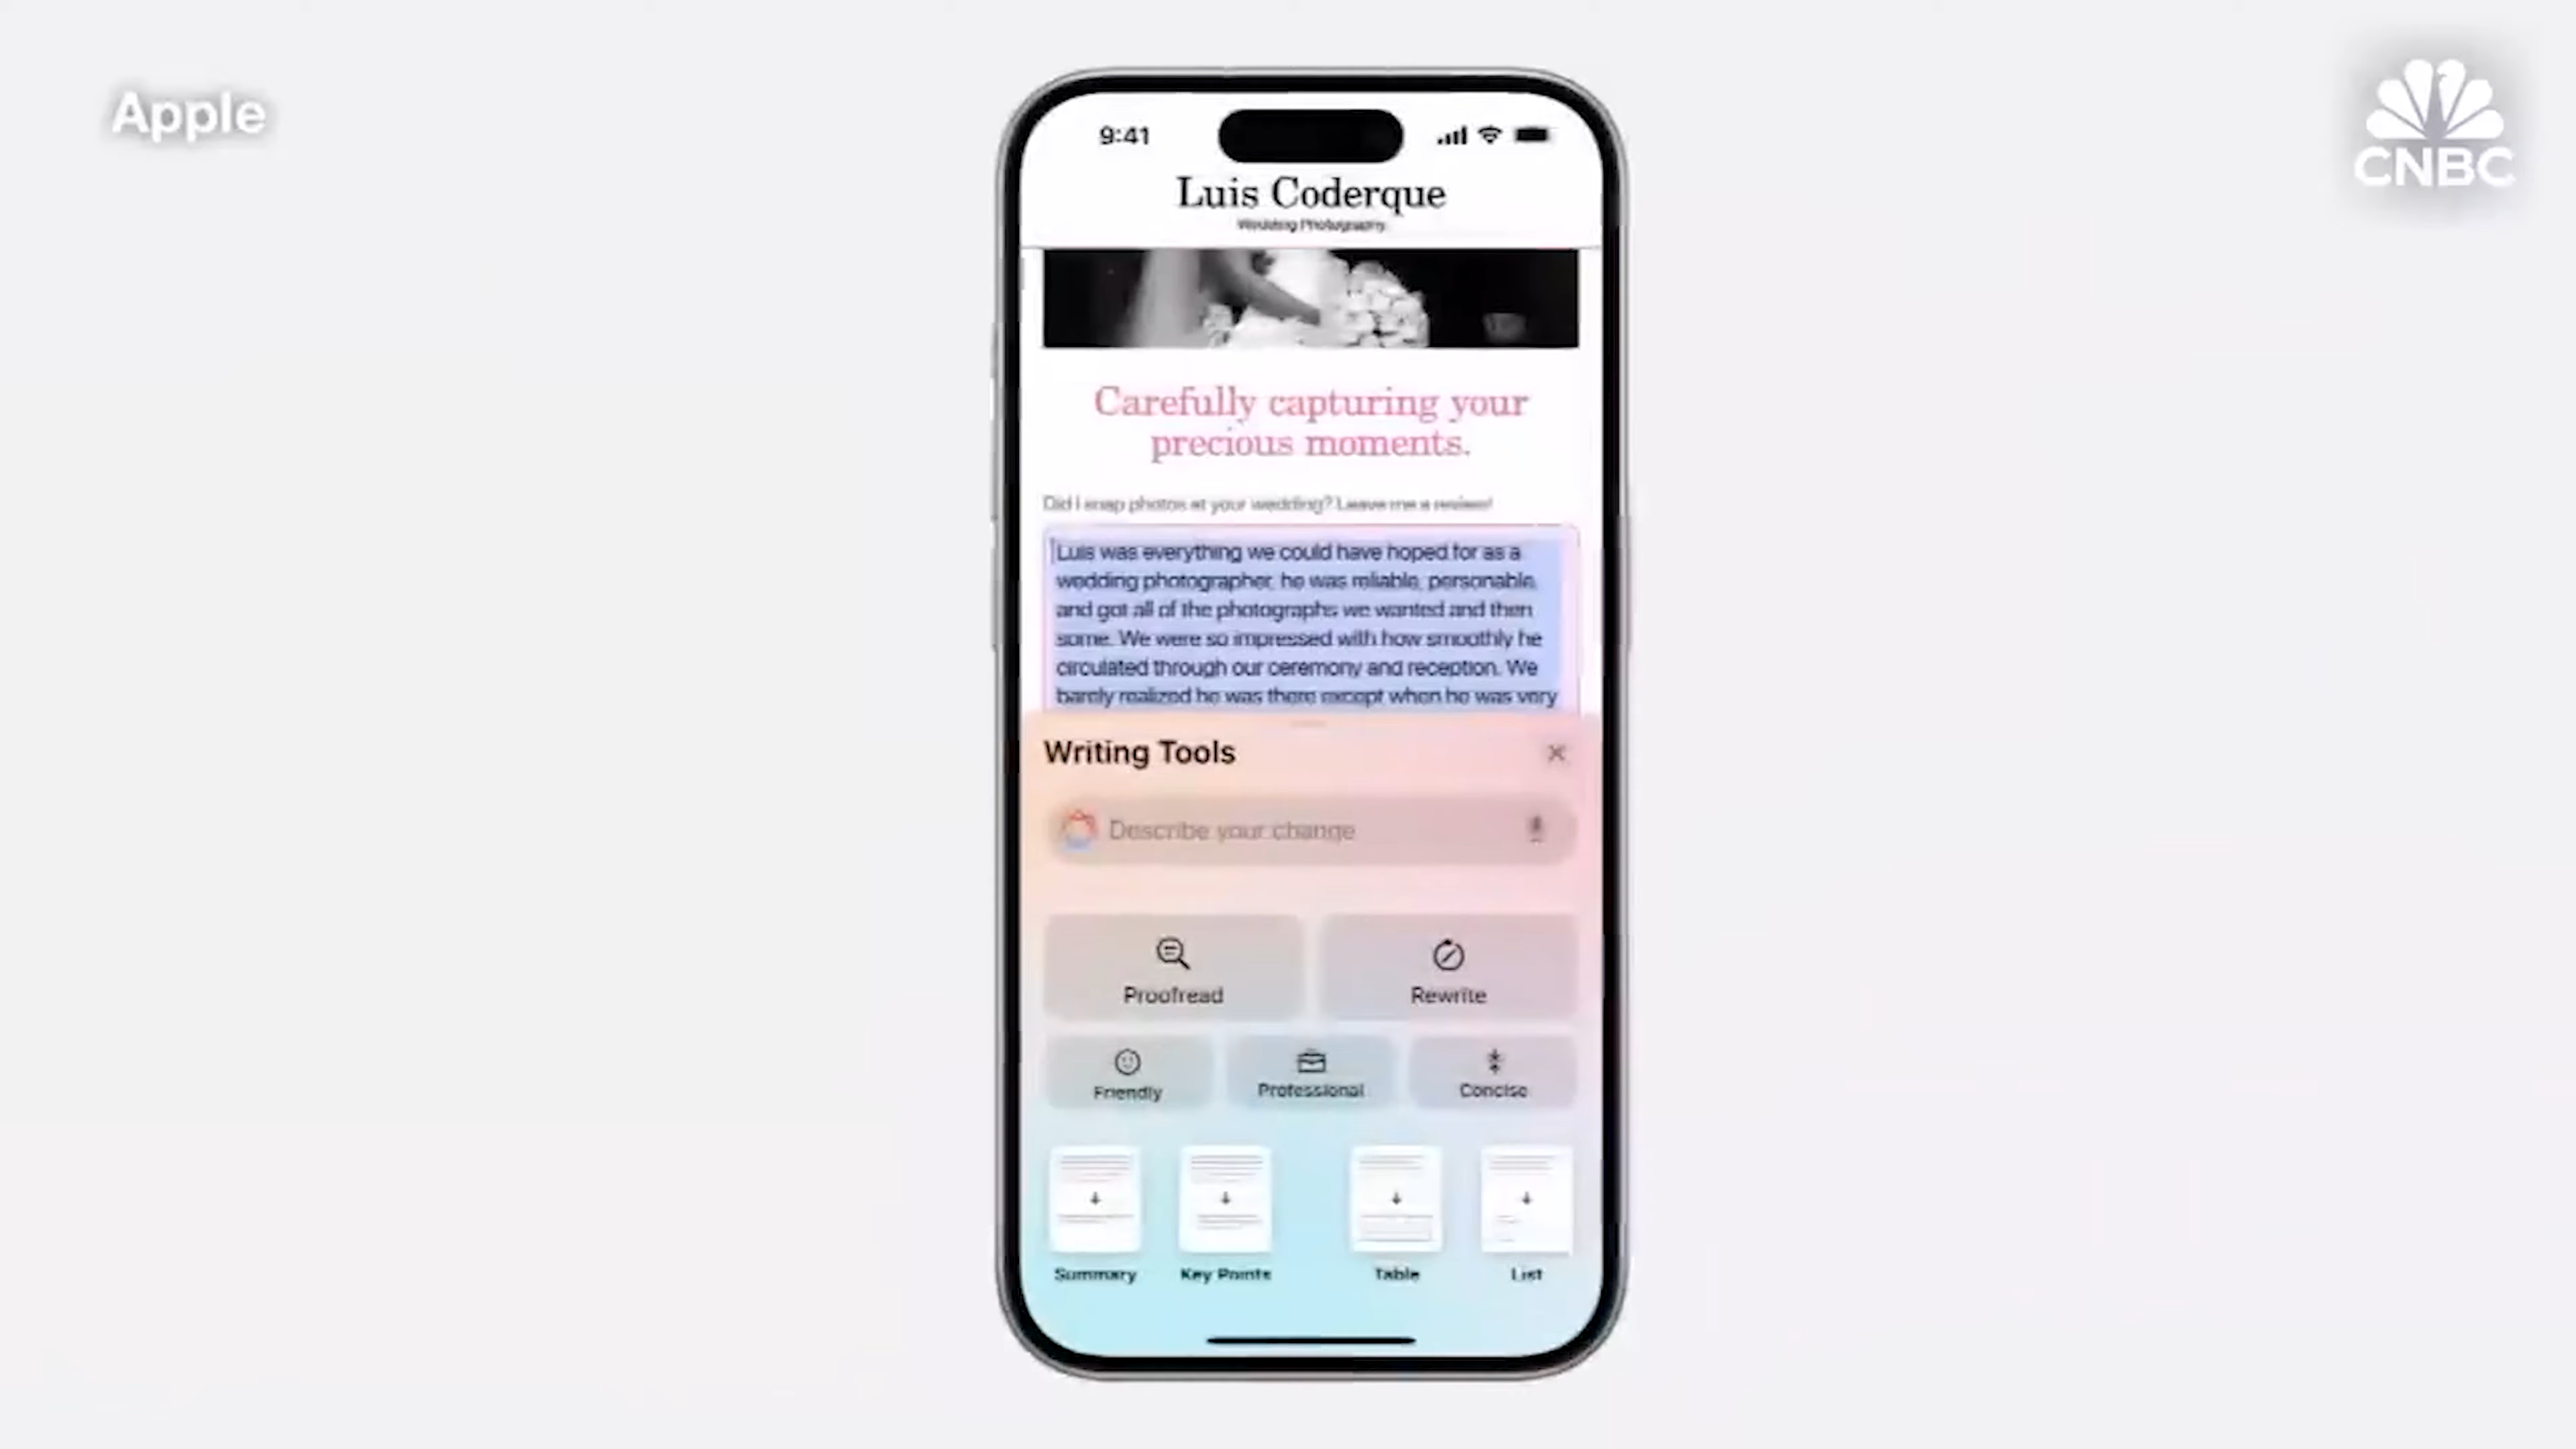 Apple
CNBC
9:41
Luis Coderque
Wedding Photography
Carefully capturing your
precious moments.
Did I snap photos at your wedding? Leave me a review!
Luis was everything we could have hoped for as a
wedding photographer, he was reliable, personable,
and got all of the photographs we wanted and then
some. We were so impressed with how smoothly he
circulated through our ceremony and reception. We
barely realized he was there except when he was very
Writing Tools
Describe your change
Proofread
Rewrite
Friendly
Professional
Concise
Summary
Key Points
Table
List